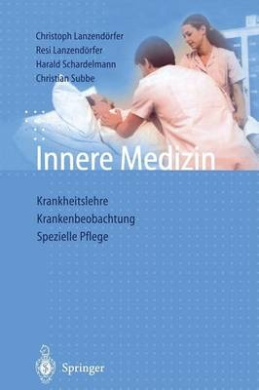 Christoph Lanzendörfer
Resi Lanzendörfer
Harald Schardelmann
Christian Subbe
Innere Medizin
Krankheitslehre
Krankenbeobachtung
Spezielle Pflege
Springer